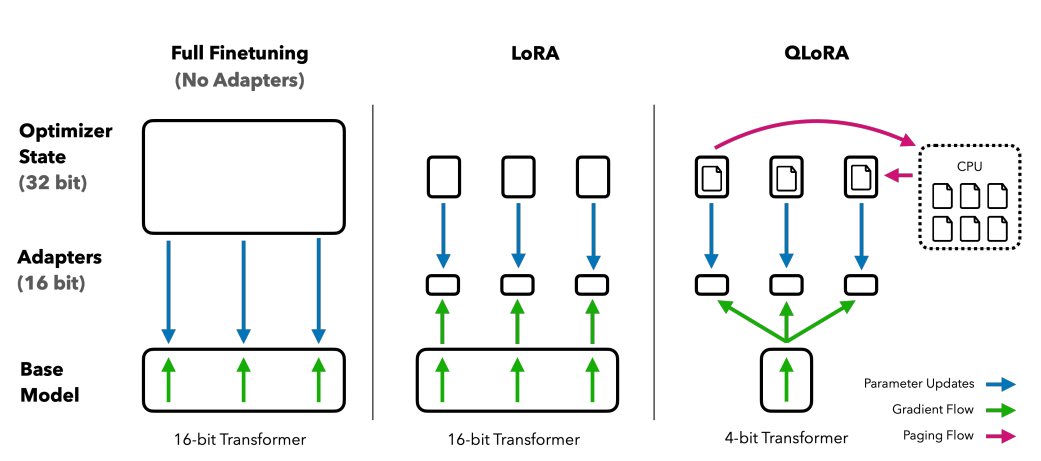 Full Finetuning
(No Adapters)
LoRA
QLoRA
Optimizer
State
(32 bit)
CPU
Adapters
(16 bit)
Base
Model
Parameter Updates
Gradient Flow
Paging Flow
16-bit Transformer
16-bit Transformer
4-bit Transformer